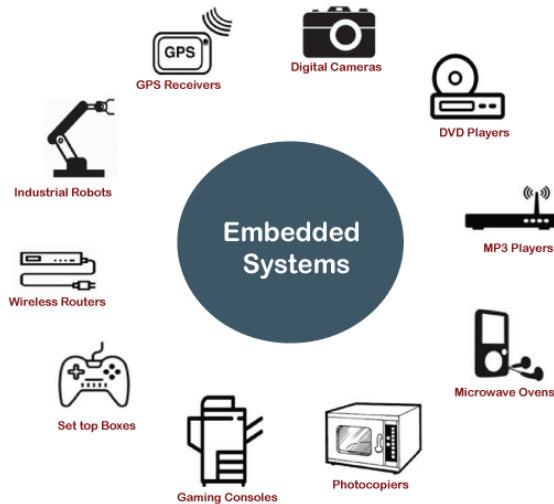 GPS
GPS Receivers
Digital Cameras
DVD Players
Industrial Robots
Embedded
Systems
MP3 Players
Wireless Routers
Microwave Ovens
Set top Boxes
Photocopiers
Gaming Consoles